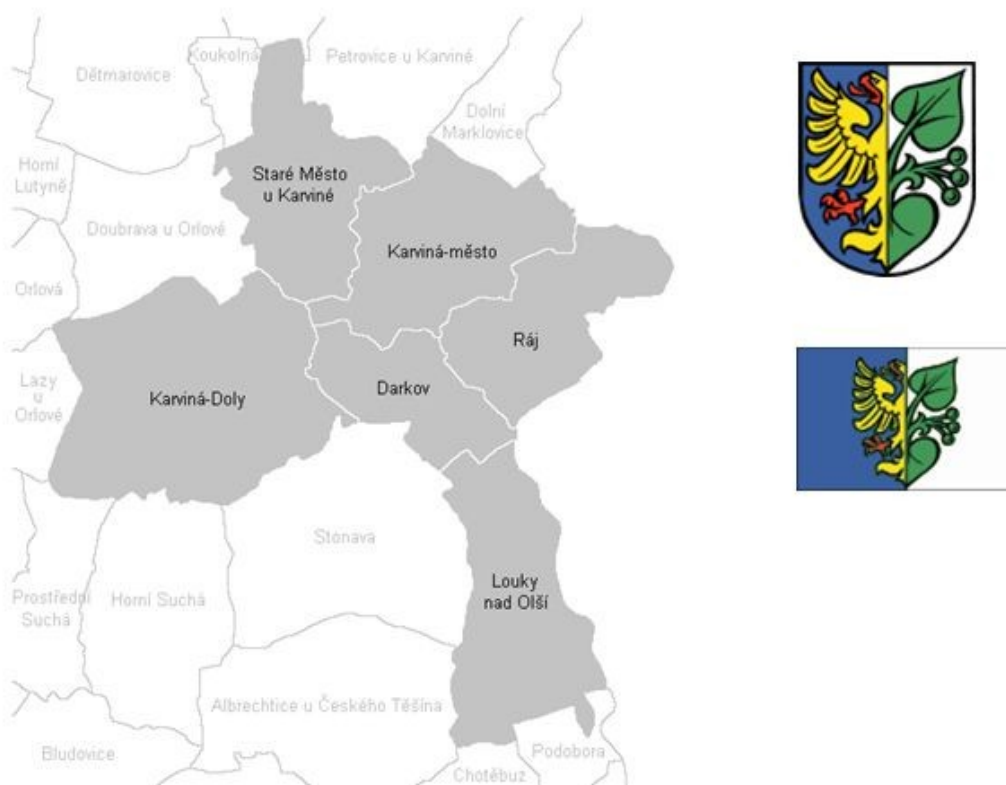 Koukolná
Petrovice u Karviné
Dětmarovice
Dolní
Marklovice
Horní
Lutyně
Staré Město
u Karviné
Doubrava u Orlové
Karviná-město
Orlová
Ráj
Lazy
u
Orlové
Karviná-Doly
Darkov
Stonava
Louky
nad Olší
Prostřední
Suchá
Horní Suchá
Albrechtice u Českého Těšína
Bludovice
Podobora
Chotěbuz